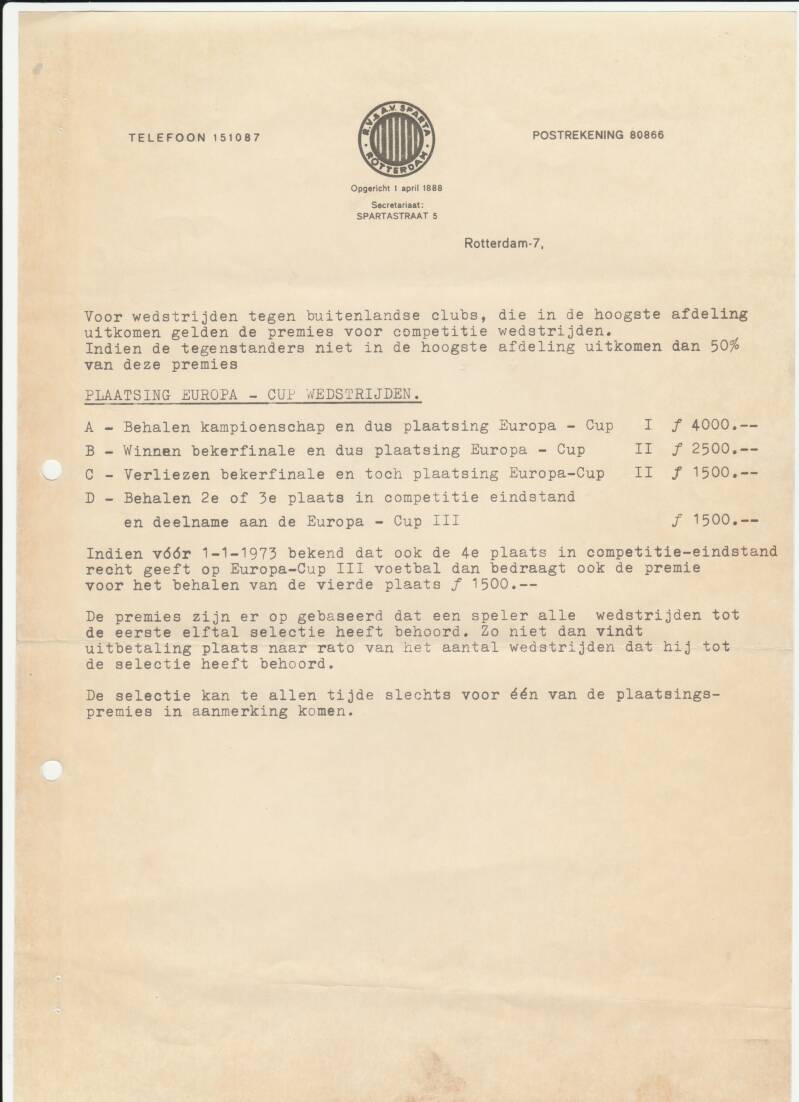 TELEFOON 151087
R.V. & A.V. SPARTA
ROTTERDAM
POSTREKENING 80866
Opgericht 1 april 1888
Secretariaat:
SPARTASTRAAT 5
Rotterdam-7,
Voor wedstrijden tegen buitenlandse clubs, die in de hoogste afdeling
uitkomen gelden de premies voor competitie wedstrijden.
Indien de tegenstanders niet in de hoogste afdeling uitkomen dan 50%
van deze premies
PLAATSING EUROPA - CUP WEDSTRIJDEN.
A - Behalen kampioenschap en dus plaatsing Europa - Cup I ƒ 4000.--
B - Winnen bekerfinale en dus plaatsing Europa - Cup II ƒ 2500.--
C - Verliezen bekerfinale en toch plaatsing Europa-Cup II ƒ 1500.--
D - Behalen 2e of 3e plaats in competitie eindstand
en deelname aan de Europa - Cup III ƒ 1500.--
Indien vóór 1-1-1973 bekend dat ook de 4e plaats in competitie-eindstand
recht geeft op Europa-Cup III voetbal dan bedraagt ook de premie
voor het behalen van de vierde plaats ƒ 1500.--
De premies zijn er op gebaseerd dat een speler alle wedstrijden tot
de eerste elftal selectie heeft behoord. Zo niet dan vindt
uitbetaling plaats naar rato van het aantal wedstrijden dat hij tot
de selectie heeft behoord.
De selectie kan te allen tijde slechts voor één van de plaatsings-
premies in aanmerking komen.